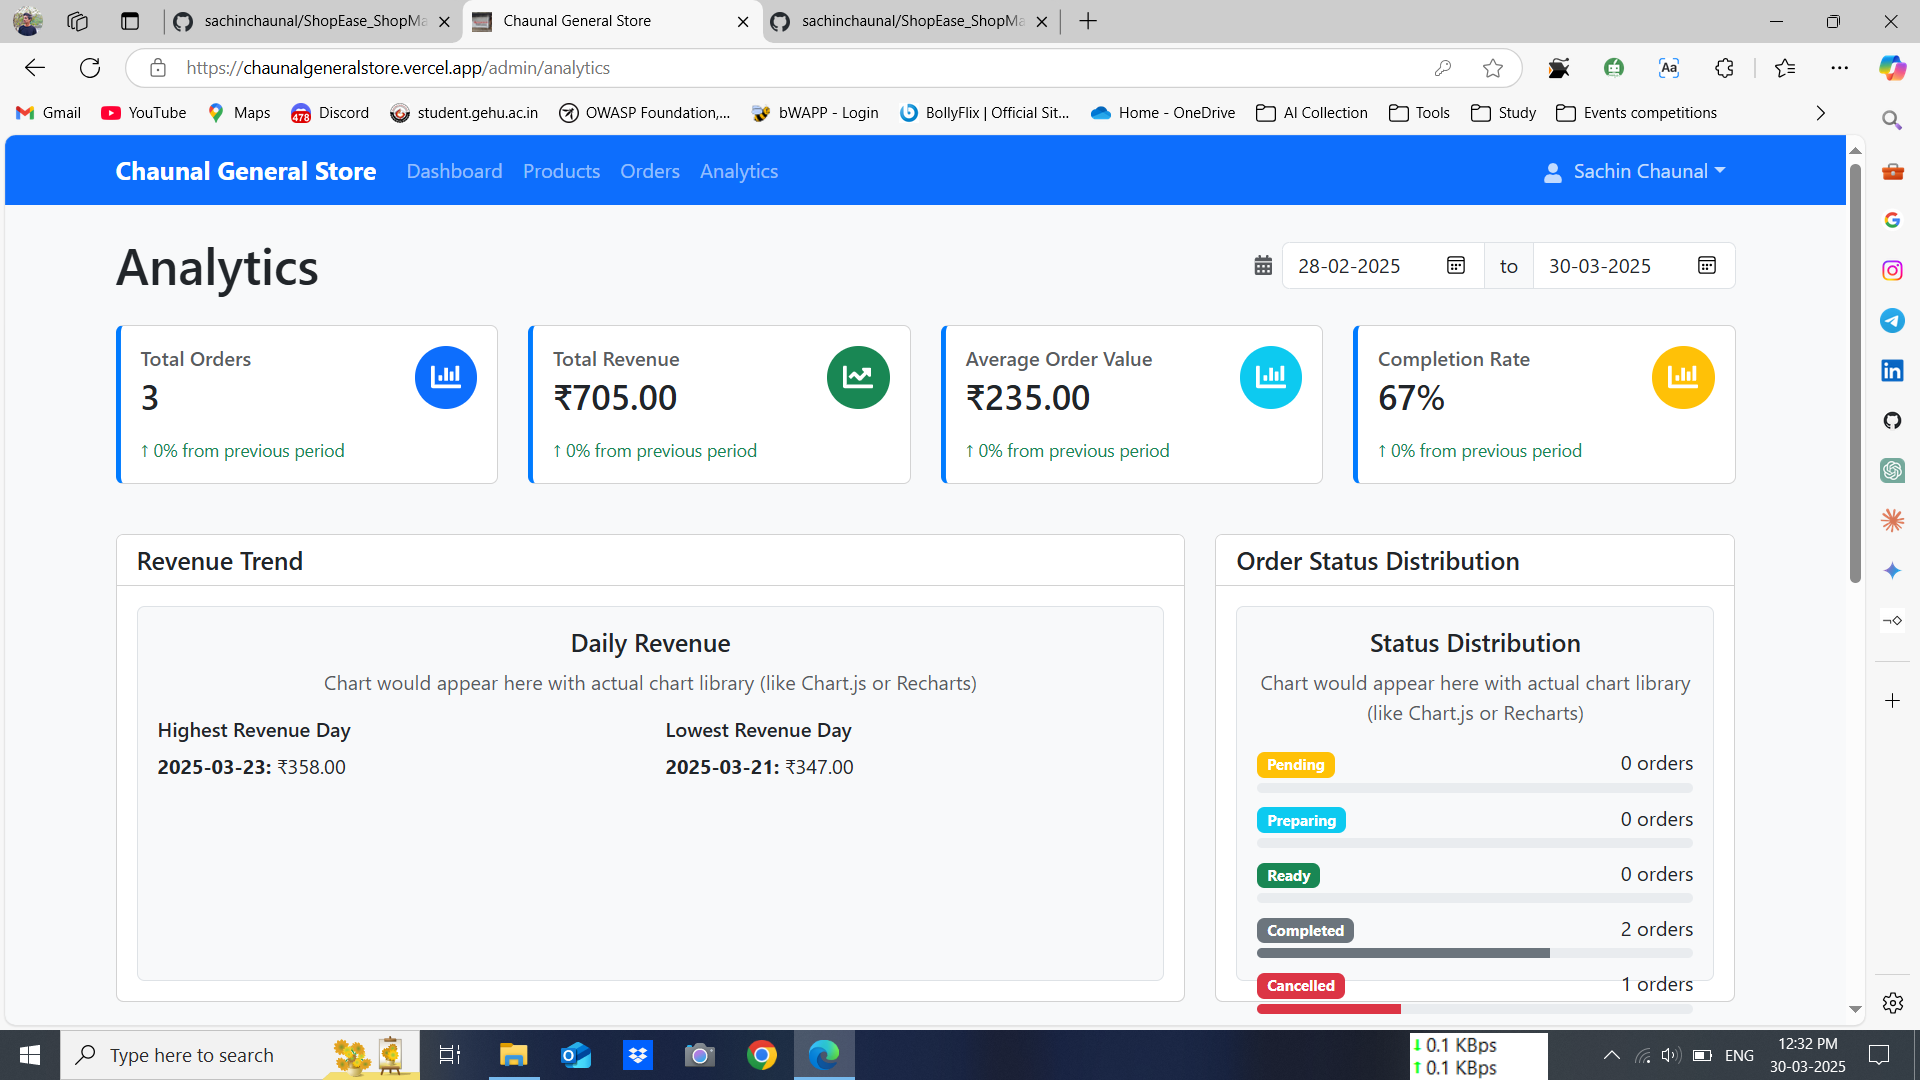 sachinchaunal/ShopEase_ShopMa
Chaunal General Store
sachinchaunal/ShopEase_ShopMa
https://chaunalgeneralstore.vercel.app/admin/analytics
Gmail
YouTube
Maps
478
Discord
student.gehu.ac.in
OWASP Foundation,...
bWAPP - Login
BollyFlix | Official Sit...
Home - OneDrive
AI Collection
Tools
Study
Events competitions
Chaunal General Store
Dashboard
Products
Orders
Analytics
Sachin Chaunal
Analytics
28-02-2025
to
30-03-2025
Total Orders
3
↑ 0% from previous period
Total Revenue
₹705.00
↑ 0% from previous period
Average Order Value
₹235.00
↑ 0% from previous period
Completion Rate
67%
↑ 0% from previous period
Revenue Trend
Daily Revenue
Chart would appear here with actual chart library (like Chart.js or Recharts)
Highest Revenue Day
2025-03-23: ₹358.00
Lowest Revenue Day
2025-03-21: ₹347.00
Order Status Distribution
Status Distribution
Chart would appear here with actual chart library
(like Chart.js or Recharts)
Pending
0 orders
Preparing
0 orders
Ready
0 orders
Completed
2 orders
Cancelled
1 orders
Type here to search
↓ 0.1 KBps
↑ 0.1 KBps
ENG
12:32 PM
30-03-2025